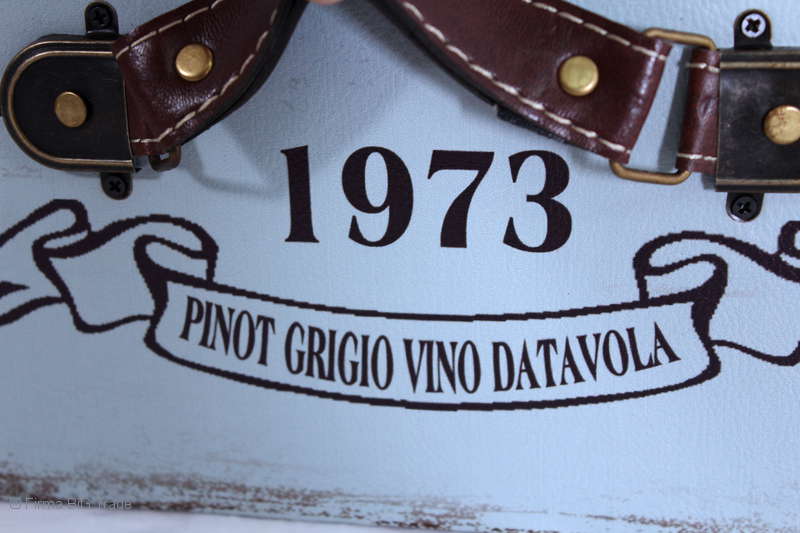 1973
PINOT GRIGIO VINO DATAVOLA